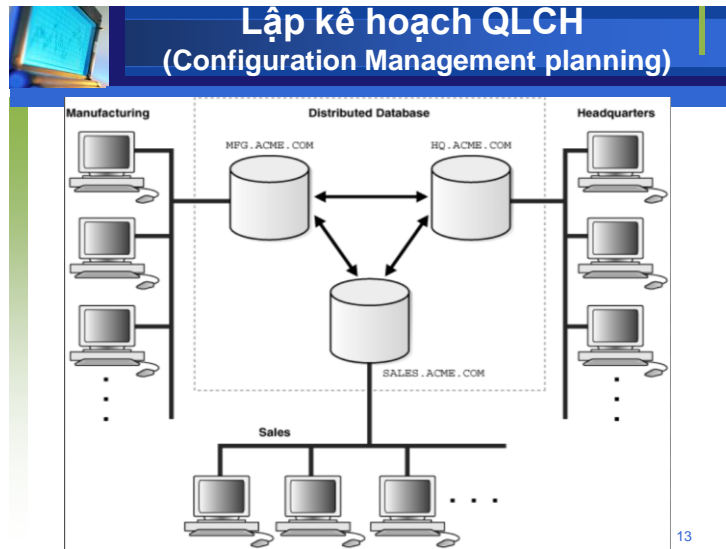 Lập kê hoạch QLCH
(Configuration Management planning)
Manufacturing
Distributed Database
Headquarters
MFG.ACME.COM
HQ.ACME.COM
SALES.ACME.COM
Sales
13